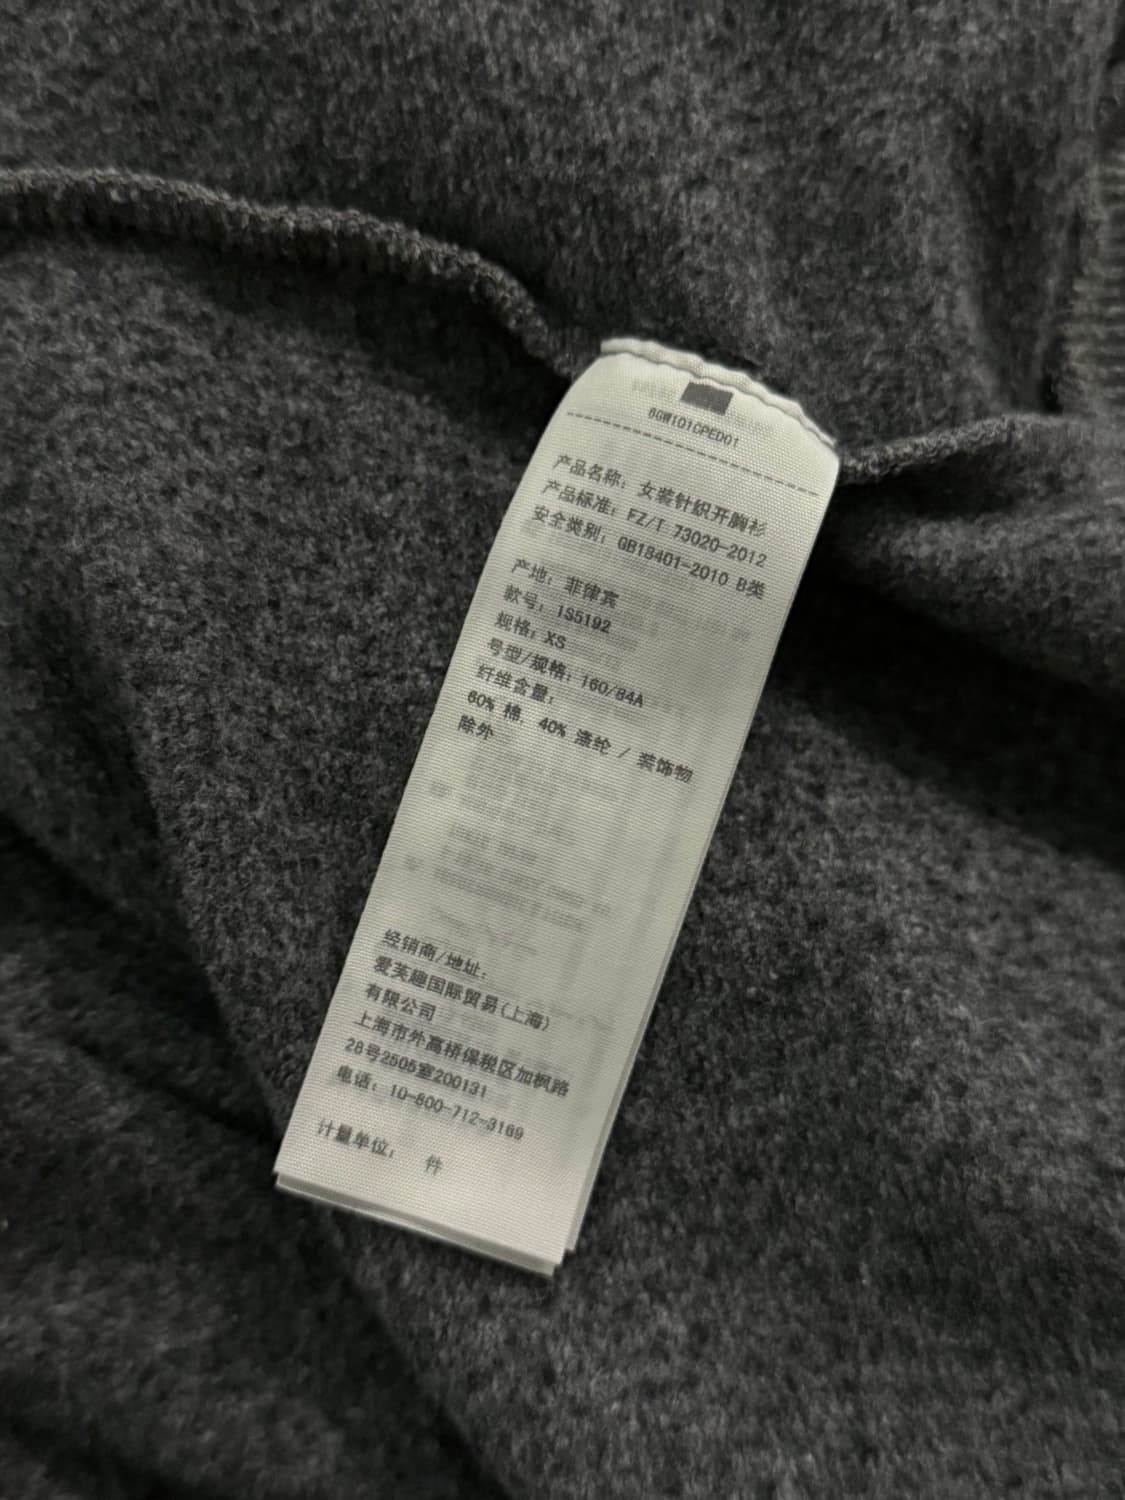 8GW101CPED01
产品名称：女装针织开胸衫
产品标准：FZ/T 73020-2012
安全类别：GB18401-2010 B类
产地：菲律宾
款号：1S5192
规格：XS
号型/规格：160/84A
纤维含量：
60% 棉, 40% 涤纶 / 装饰物
除外
经销商/地址：
爱芙趣国际贸易(上海)
有限公司
上海市外高桥保税区加枫路
28号2505室200131
电话：10-800-712-3169
计量单位： 件